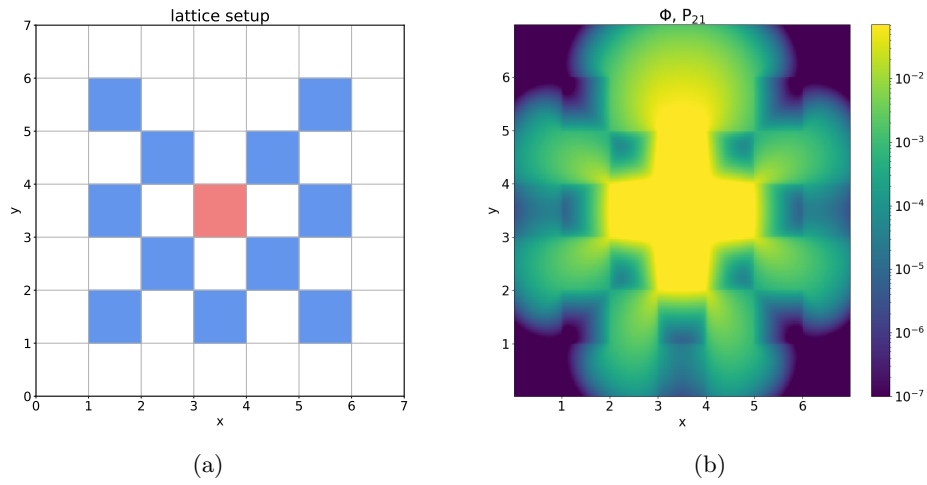 lattice setup
7
6
5
4
3
2
1
0
y
0 1 2 3 4 5 6 7
x
(a)
Φ, P₂₁
6
5
4
3
2
1
y
1 2 3 4 5 6
x
10⁻²
10⁻³
10⁻⁴
10⁻⁵
10⁻⁶
10⁻⁷
(b)